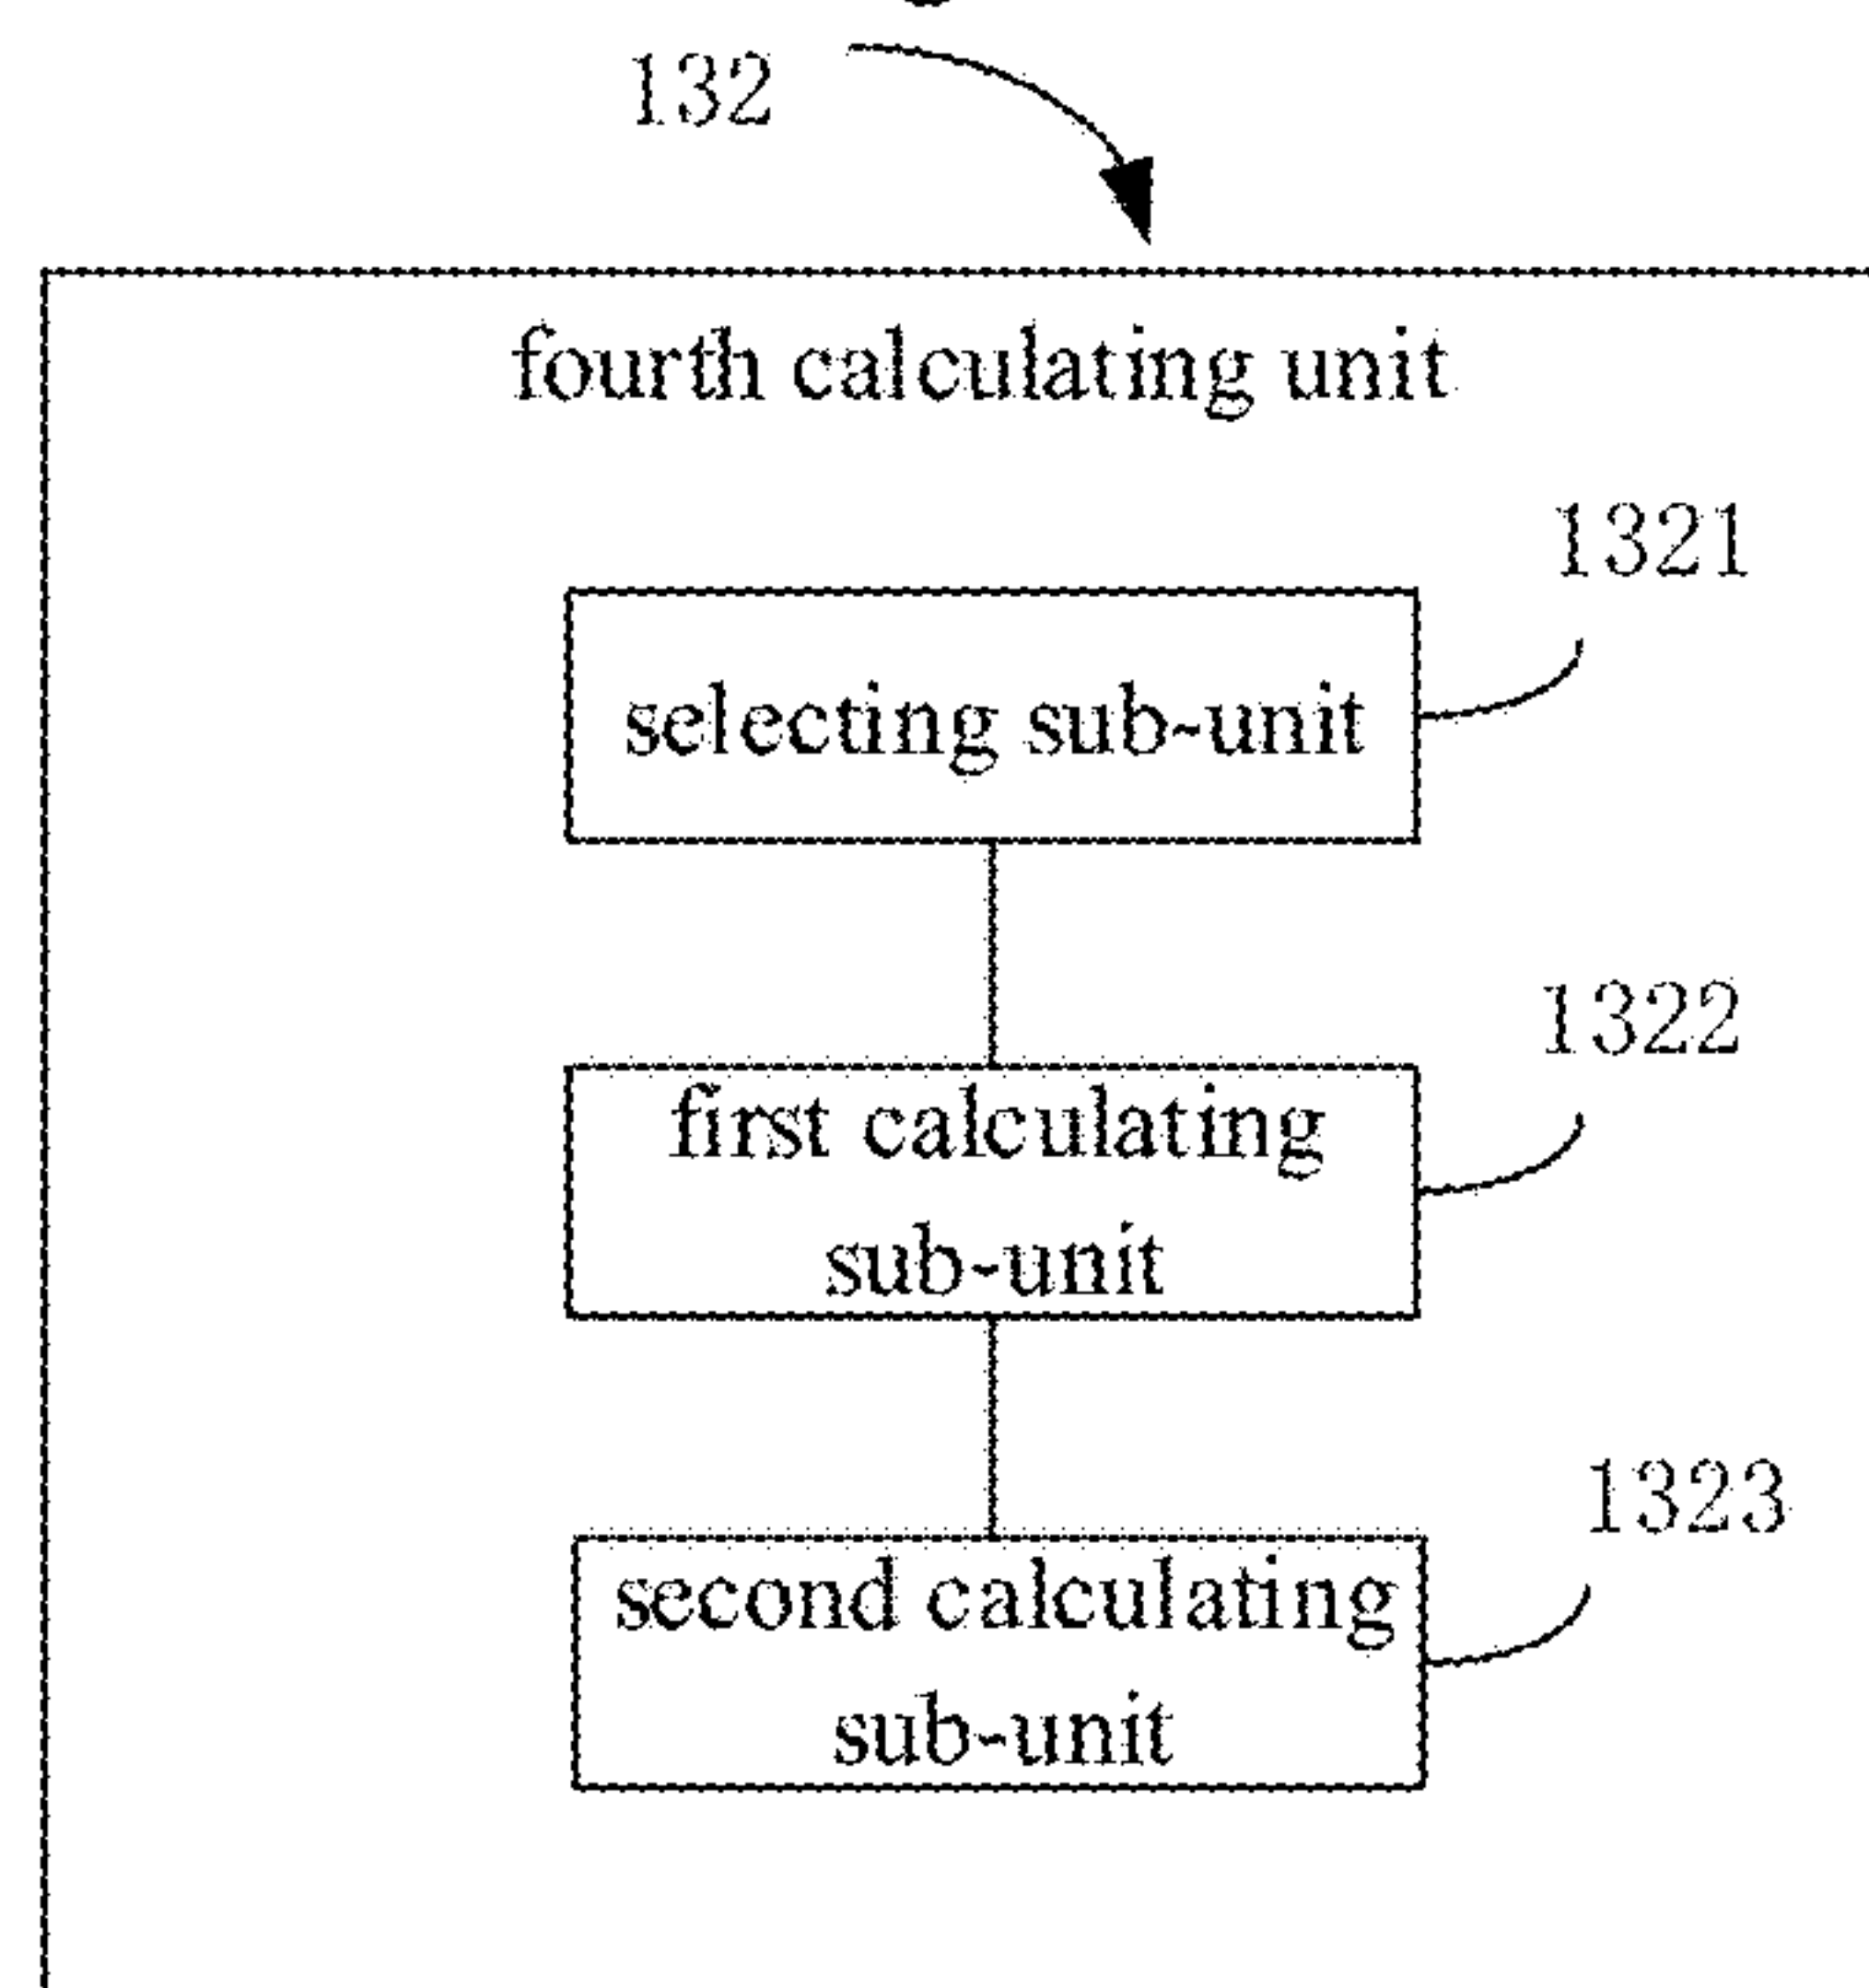 132
fourth calculating unit
1321
selecting sub-unit
1322
first calculating
sub-unit
1323
second calculating
sub-unit